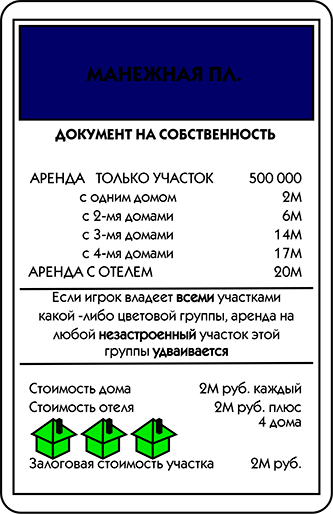 МАНЕЖНАЯ ПЛ.
ДОКУМЕНТ НА СОБСТВЕННОСТЬ
АРЕНДА ТОЛЬКО УЧАСТОК 500 000
с одним домом 2М
с 2-мя домами 6М
с 3-мя домами 14М
с 4-мя домами 17М
АРЕНДА С ОТЕЛЕМ 20М
Если игрок владеет всеми участками
какой -либо цветовой группы, аренда на
любой незастроенный участок этой
группы удваивается
Стоимость дома 2М руб. каждый
Стоимость отеля 2М руб. плюс
4 дома
Залоговая стоимость участка 2М руб.